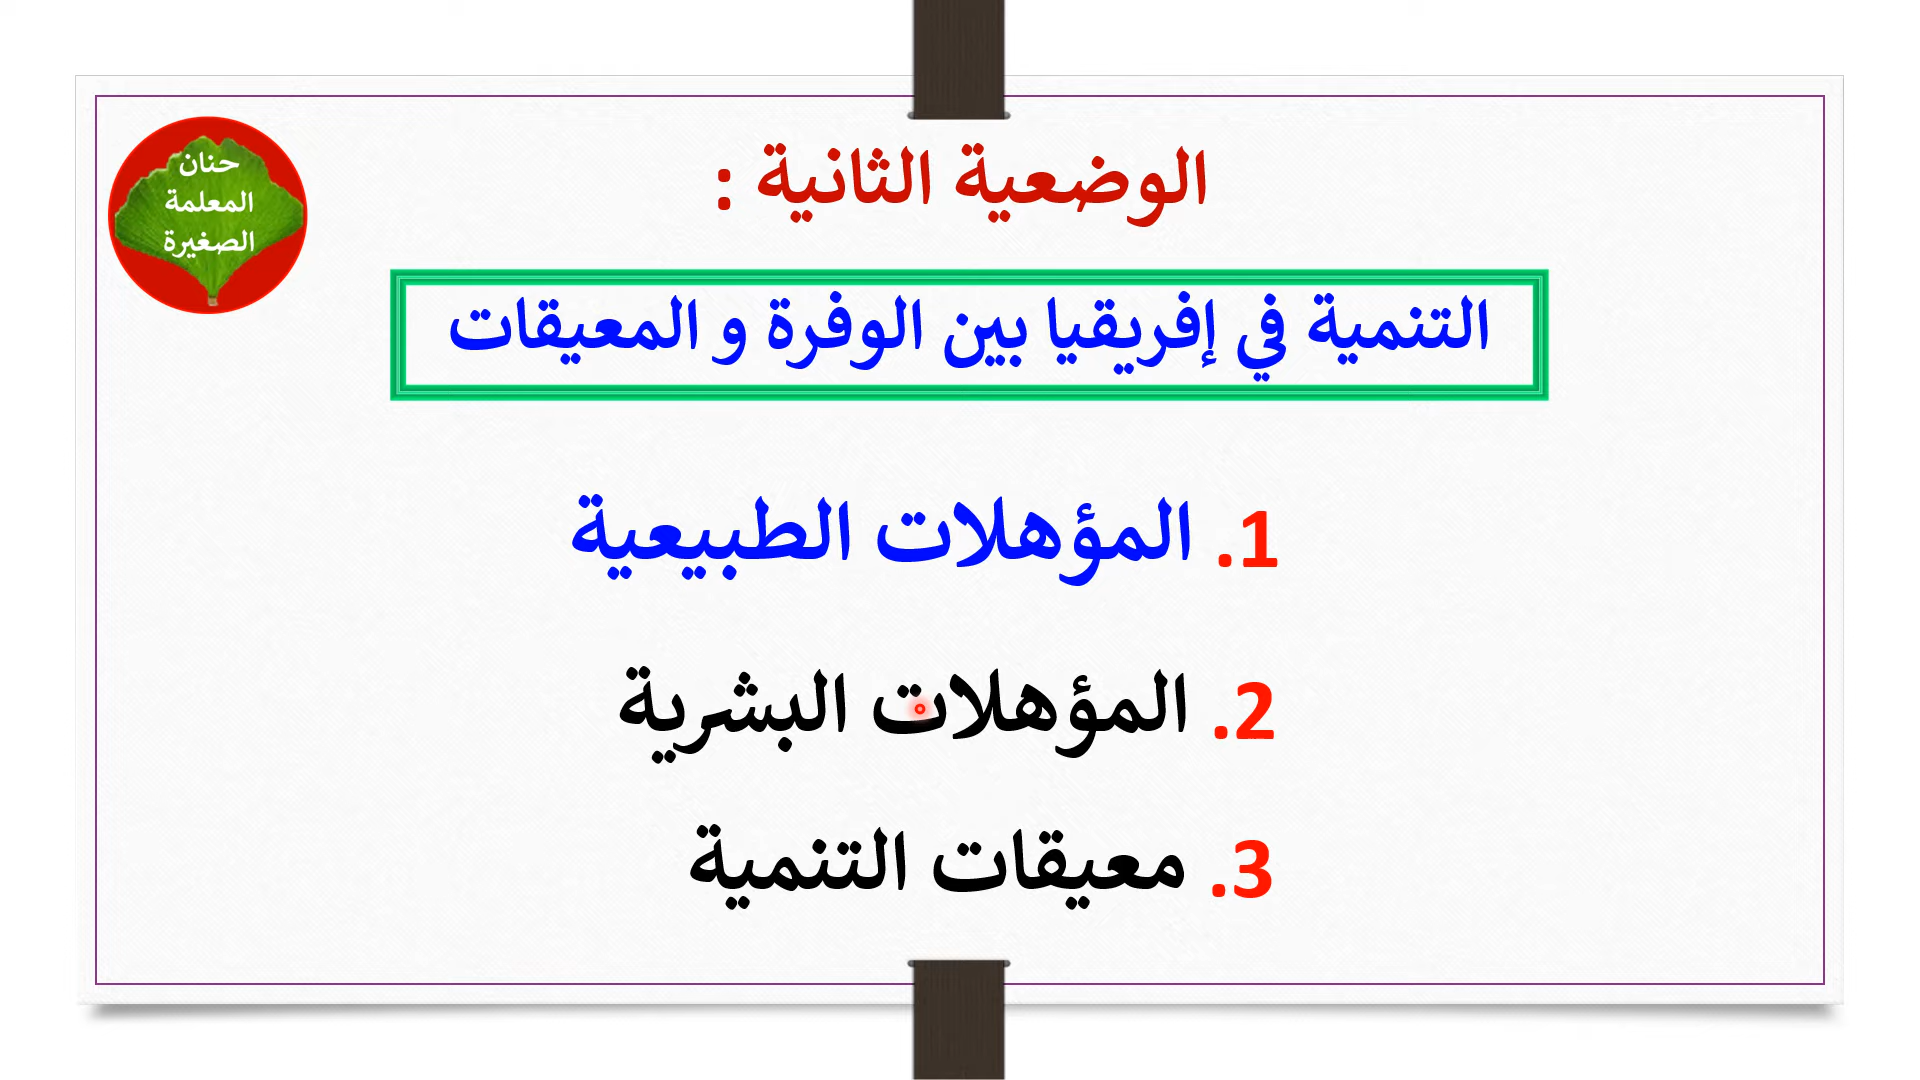 حنان
المعلمة
الصغيرة
الوضعية الثانية :
التنمية في إفريقيا بين الوفرة و المعيقات
1. المؤهلات الطبيعية
2. المؤهلات البشرية
3. معيقات التنمية